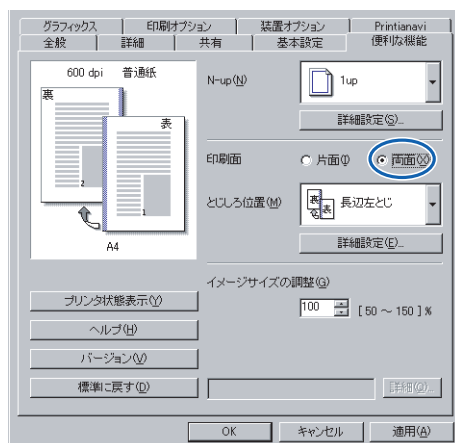 グラフィックス 印刷オプション 装置オプション Printianavi
全般 詳細 共有 基本設定 便利な機能
600 dpi 普通紙
裏
表
2
1
A4
N-up(N) 1up
詳細設定(S)...
印刷面 片面(I) 両面(X)
とじしろ位置(M) 裏 表 長辺左とじ
詳細設定(E)...
イメージサイズの調整(G)
100 [ 50 ～ 150 ] %
プリンタ状態表示(Y)
ヘルプ(H)
バージョン(V)
標準に戻す(D) 詳細(Q)...
OK キャンセル 適用(A)